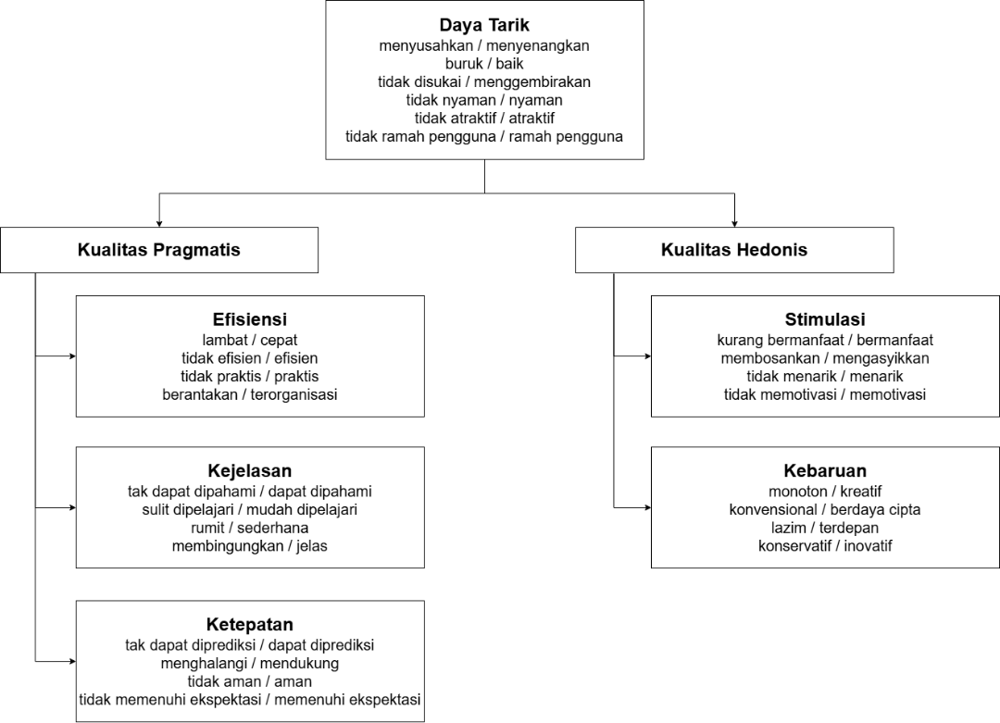 Daya Tarik
menyusahkan / menyenangkan
buruk / baik
tidak disukai / menggembirakan
tidak nyaman / nyaman
tidak atraktif / atraktif
tidak ramah pengguna / ramah pengguna
Kualitas Pragmatis
Kualitas Hedonis
Efisiensi
lambat / cepat
tidak efisien / efisien
tidak praktis / praktis
berantakan / terorganisasi
Stimulasi
kurang bermanfaat / bermanfaat
membosankan / mengasyikkan
tidak menarik / menarik
tidak memotivasi / memotivasi
Kejelasan
tak dapat dipahami / dapat dipahami
sulit dipelajari / mudah dipelajari
rumit / sederhana
membingungkan / jelas
Kebaruan
monoton / kreatif
konvensional / berdaya cipta
lazim / terdepan
konservatif / inovatif
Ketepatan
tak dapat diprediksi / dapat diprediksi
menghalangi / mendukung
tidak aman / aman
tidak memenuhi ekspektasi / memenuhi ekspektasi